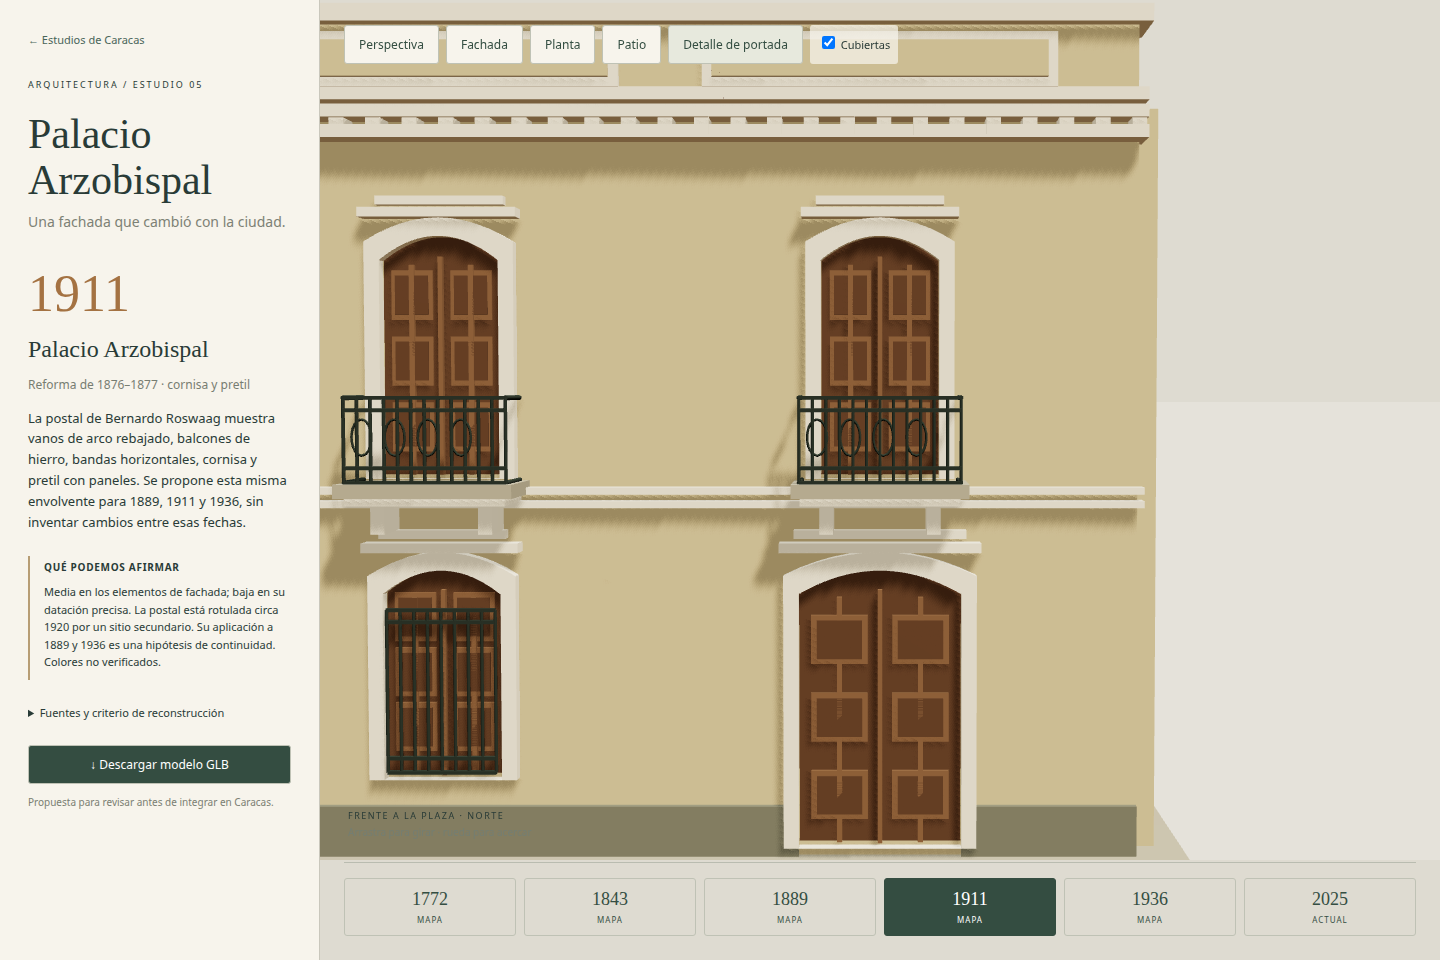 ← Estudios de Caracas
ARQUITECTURA / ESTUDIO 05
Palacio
Arzobispal
Una fachada que cambió con la ciudad.
1911
Palacio Arzobispal
Reforma de 1876–1877 · cornisa y pretil
La postal de Bernardo Roswaag muestra
vanos de arco rebajado, balcones de
hierro, bandas horizontales, cornisa y
pretil con paneles. Se propone esta misma
envolvente para 1889, 1911 y 1936, sin
inventar cambios entre esas fechas.
QUÉ PODEMOS AFIRMAR
Media en los elementos de fachada; baja en su
datación precisa. La postal está rotulada circa
1920 por un sitio secundario. Su aplicación a
1889 y 1936 es una hipótesis de continuidad.
Colores no verificados.
▶ Fuentes y criterio de reconstrucción
↓ Descargar modelo GLB
Propuesta para revisar antes de integrar en Caracas.
Perspectiva
Fachada
Planta
Patio
Detalle de portada
Cubiertas
FRENTE A LA PLAZA · NORTE
1772
MAPA
1843
MAPA
1889
MAPA
1911
MAPA
1936
MAPA
2025
ACTUAL